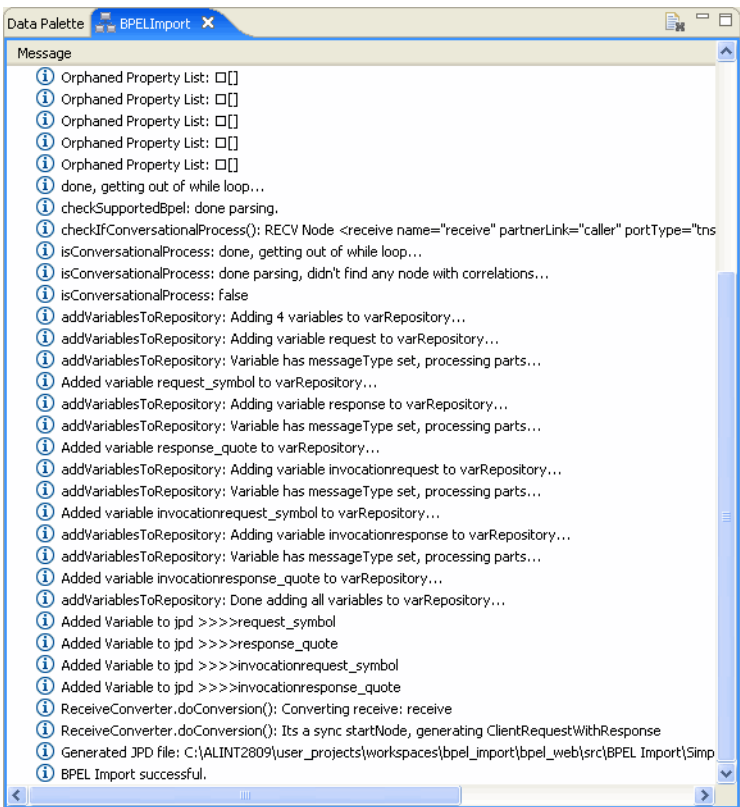 Data Palette BPELImport
Message
Orphaned Property List: □[]
Orphaned Property List: □[]
Orphaned Property List: □[]
Orphaned Property List: □[]
Orphaned Property List: □[]
done, getting out of while loop...
checkSupportedBpel: done parsing.
checkIfConversationalProcess(): RECV Node <receive name="receive" partnerLink="caller" portType="tns
isConversationalProcess: done, getting out of while loop...
isConversationalProcess: done parsing, didn't find any node with correlations...
isConversationalProcess: false
addVariablesToRepository: Adding 4 variables to varRepository...
addVariablesToRepository: Adding variable request to varRepository...
addVariablesToRepository: Variable has messageType set, processing parts...
Added variable request_symbol to varRepository...
addVariablesToRepository: Adding variable response to varRepository...
addVariablesToRepository: Variable has messageType set, processing parts...
Added variable response_quote to varRepository...
addVariablesToRepository: Adding variable invocationrequest to varRepository...
addVariablesToRepository: Variable has messageType set, processing parts...
Added variable invocationrequest_symbol to varRepository...
addVariablesToRepository: Adding variable invocationresponse to varRepository...
addVariablesToRepository: Variable has messageType set, processing parts...
Added variable invocationresponse_quote to varRepository...
addVariablesToRepository: Done adding all variables to varRepository...
Added Variable to jpd >>>>request_symbol
Added Variable to jpd >>>>response_quote
Added Variable to jpd >>>>invocationrequest_symbol
Added Variable to jpd >>>>invocationresponse_quote
ReceiveConverter.doConversion(): Converting receive: receive
ReceiveConverter.doConversion(): Its a sync startNode, generating ClientRequestWithResponse
Generated JPD file: C:\ALINT2809\user_projects\workspaces\bpel_import\bpel_web\src\BPEL Import\Simp
BPEL Import successful.